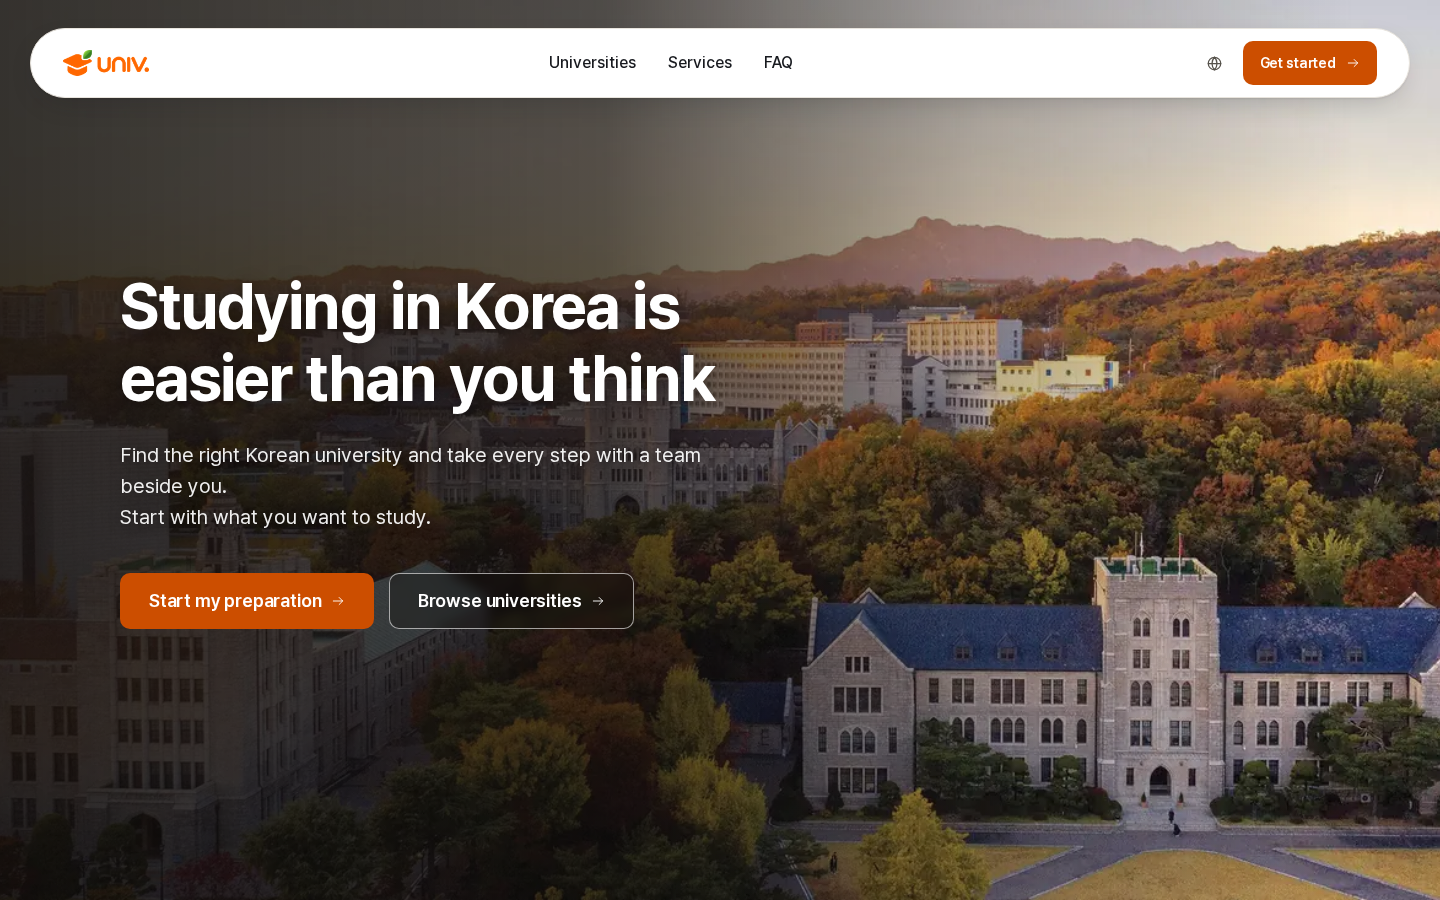 UNIV.
Universities
Services
FAQ
Get started
Studying in Korea is
easier than you think
Find the right Korean university and take every step with a team
beside you.
Start with what you want to study.
Start my preparation
Browse universities